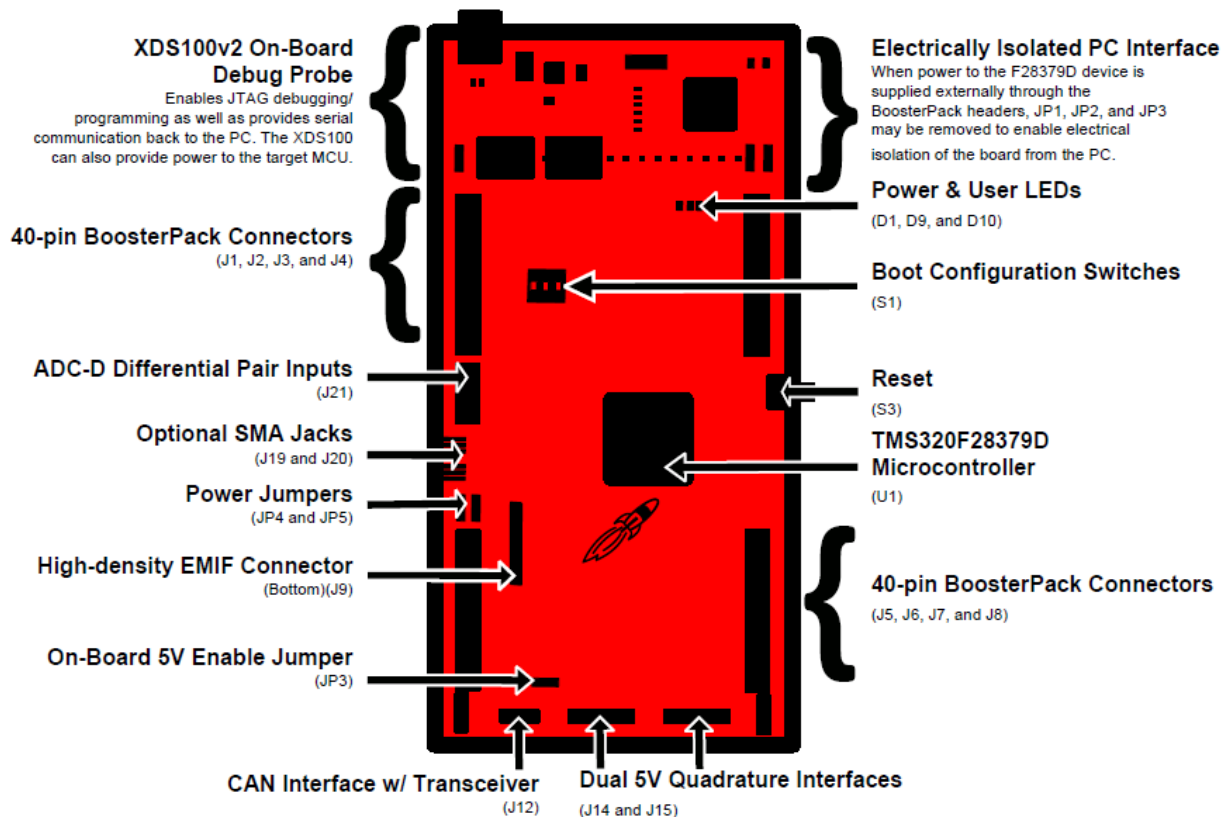 XDS100v2 On-Board
Debug Probe
Enables JTAG debugging/
programming as well as provides serial
communication back to the PC. The XDS100
can also provide power to the target MCU.
40-pin BoosterPack Connectors
(J1, J2, J3, and J4)
ADC-D Differential Pair Inputs
(J21)
Optional SMA Jacks
(J19 and J20)
Power Jumpers
(JP4 and JP5)
High-density EMIF Connector
(Bottom)(J9)
On-Board 5V Enable Jumper
(JP3)
CAN Interface w/ Transceiver
(J12)
Dual 5V Quadrature Interfaces
(J14 and J15)
Electrically Isolated PC Interface
When power to the F28379D device is
supplied externally through the
BoosterPack headers, JP1, JP2, and JP3
may be removed to enable electrical
isolation of the board from the PC.
Power & User LEDs
(D1, D9, and D10)
Boot Configuration Switches
(S1)
Reset
(S3)
TMS320F28379D
Microcontroller
(U1)
40-pin BoosterPack Connectors
(J5, J6, J7, and J8)